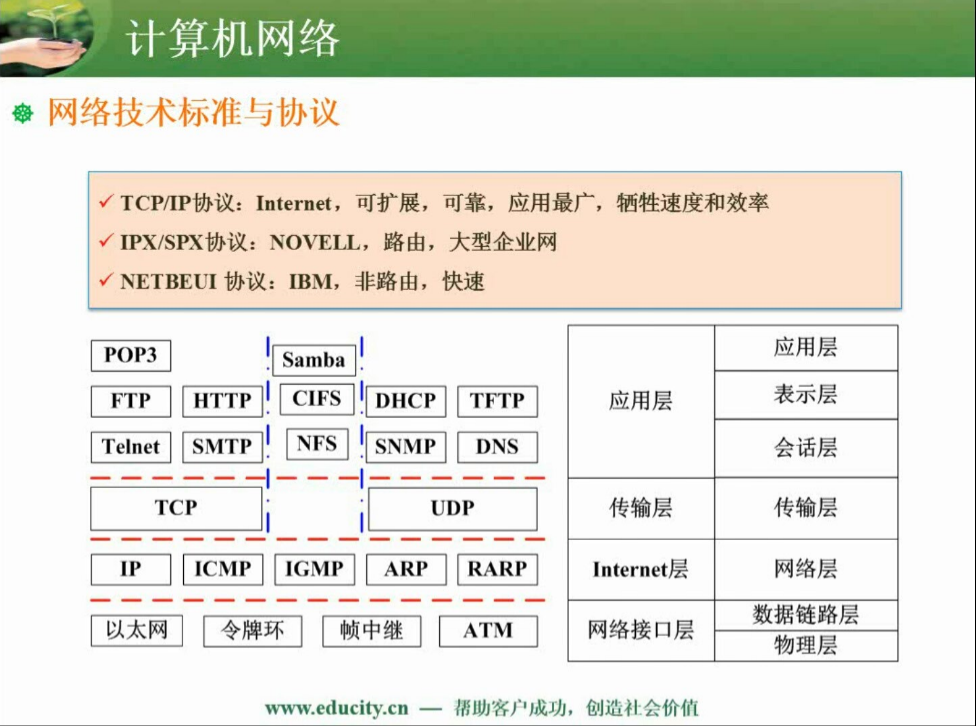 计算机网络
网络技术标准与协议
TCP/IP协议：Internet，可扩展，可靠，应用最广，牺牲速度和效率
IPX/SPX协议：NOVELL，路由，大型企业网
NETBEUI 协议：IBM，非路由，快速
POP3 Samba
FTP HTTP CIFS DHCP TFTP
Telnet SMTP NFS SNMP DNS
TCP UDP
IP ICMP IGMP ARP RARP
以太网 令牌环 帧中继 ATM
应用层 应用层
表示层
会话层
传输层 传输层
Internet层 网络层
网络接口层 数据链路层
物理层
www.educity.cn — 帮助客户成功，创造社会价值